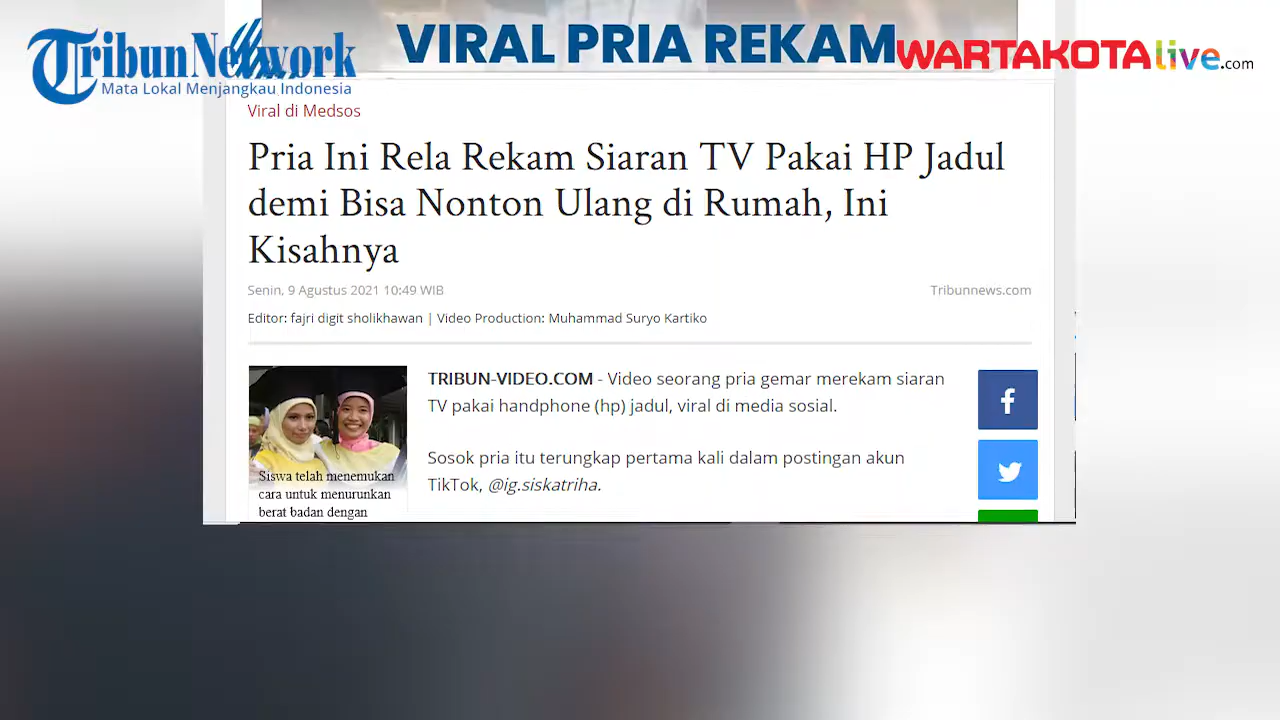 Tribun Network
Mata Lokal Menjangkau Indonesia
VIRAL PRIA REKAM
WARTAKOTAlive.com
Viral di Medsos
Pria Ini Rela Rekam Siaran TV Pakai HP Jadul
demi Bisa Nonton Ulang di Rumah, Ini
Kisahnya
Senin, 9 Agustus 2021 10:49 WIB
Tribunnews.com
Editor: fajri digit sholikhawan | Video Production: Muhammad Suryo Kartiko
TRIBUN-VIDEO.COM - Video seorang pria gemar merekam siaran
TV pakai handphone (hp) jadul, viral di media sosial.
Sosok pria itu terungkap pertama kali dalam postingan akun
TikTok, @ig.siskatriha.
Siswa telah menemukan
cara untuk menurunkan
berat badan dengan